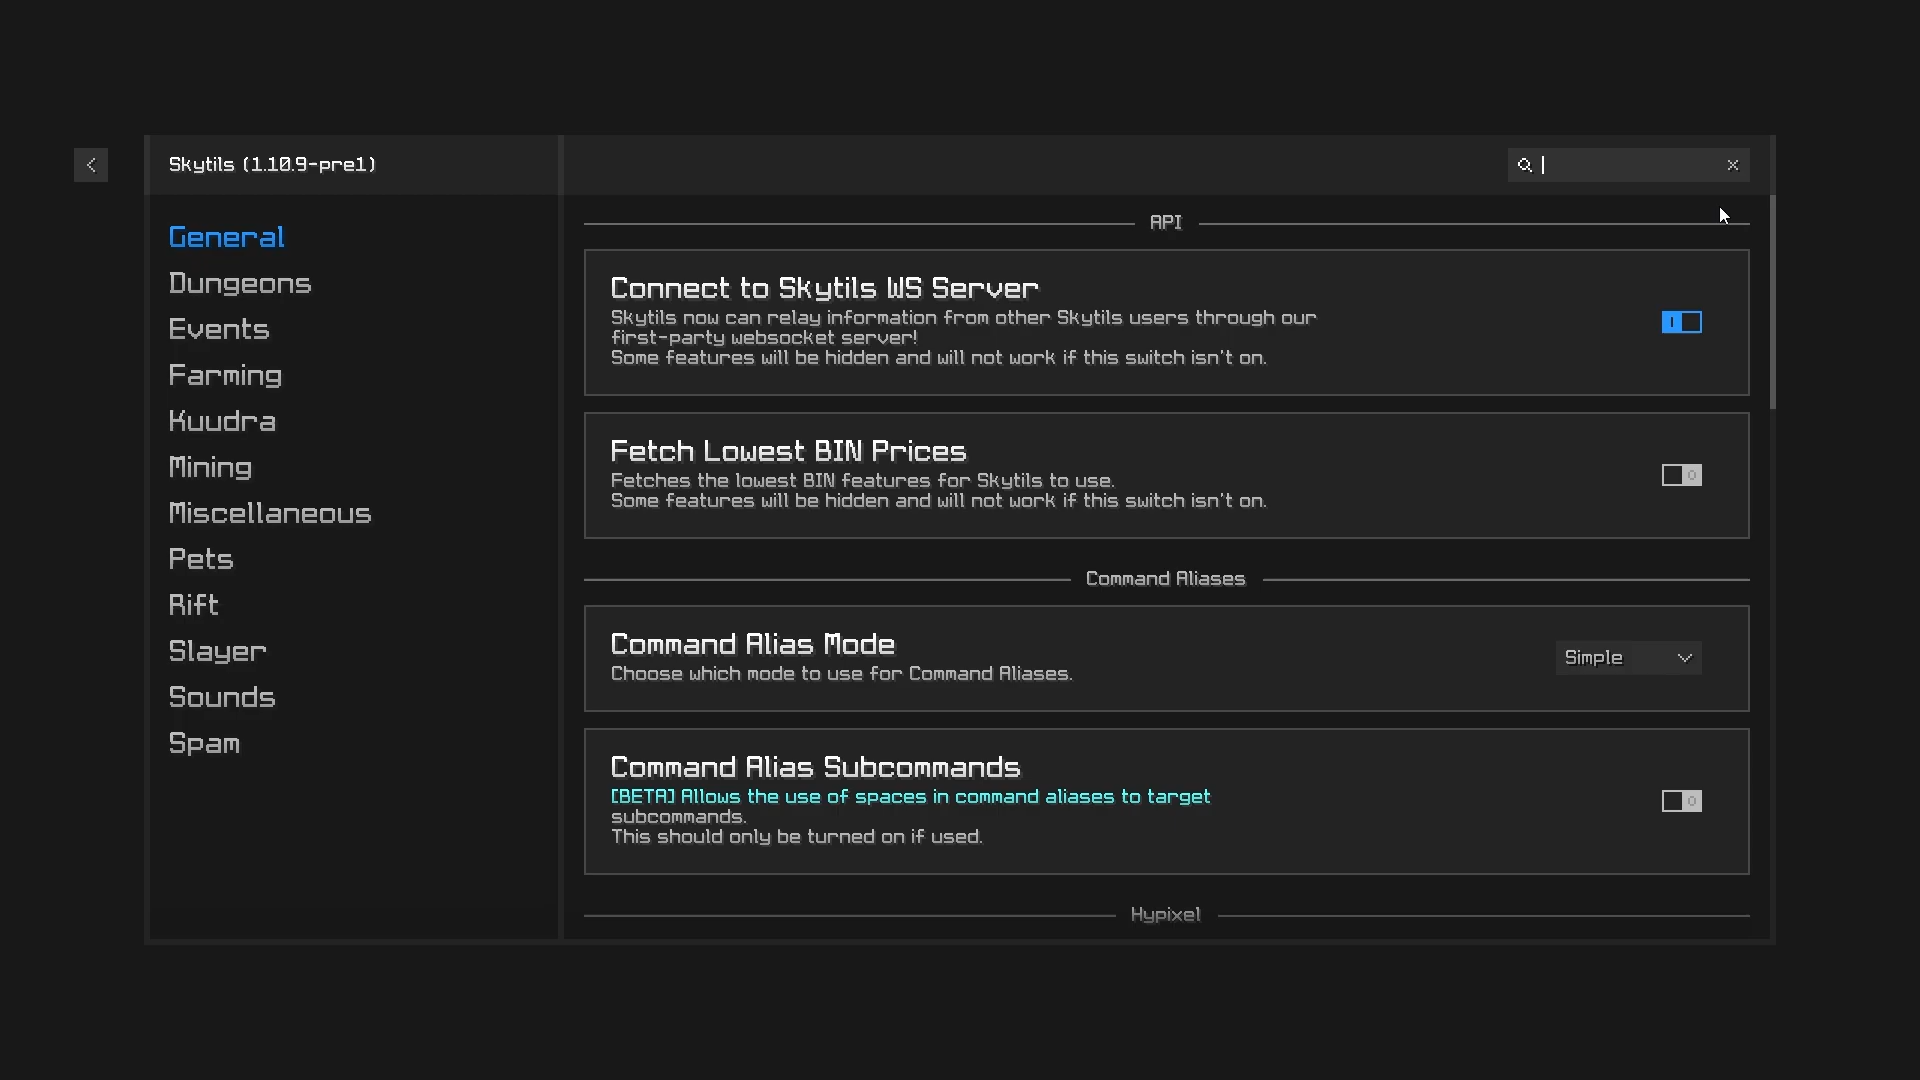 Skytils (1.10.9-pre1)
General
Dungeons
Events
Farming
Kuudra
Mining
Miscellaneous
Pets
Rift
Slayer
Sounds
Spam
API
Connect to Skytils WS Server
Skytils now can relay information from other Skytils users through our
first-party websocket server!
Some features will be hidden and will not work if this switch isn't on.
Fetch Lowest BIN Prices
Fetches the lowest BIN features for Skytils to use.
Some features will be hidden and will not work if this switch isn't on.
Command Aliases
Command Alias Mode
Choose which mode to use for Command Aliases.
Simple
Command Alias Subcommands
[BETA] Allows the use of spaces in command aliases to target
subcommands.
This should only be turned on if used.
Hypixel